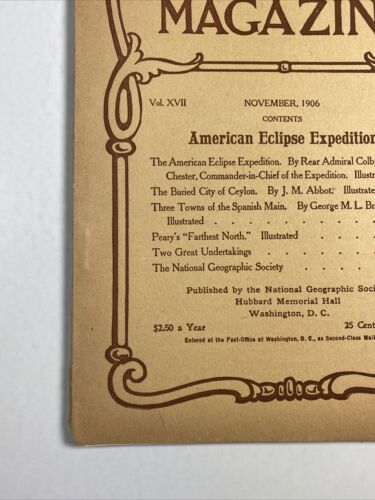 MAGAZIN
Vol. XVII NOVEMBER, 1906
CONTENTS
American Eclipse Expedition
The American Eclipse Expedition. By Rear Admiral Colb
Chester, Commander-in-Chief of the Expedition. Illustr
The Buried City of Ceylon. By J. M. Abbot. Illustrate
Three Towns of the Spanish Main. By George M. L. Br
Illustrated . . . . . . . .
Peary's "Farthest North." Illustrated . . .
Two Great Undertakings . . . . .
The National Geographic Society . . . .
Published by the National Geographic Soci
Hubbard Memorial Hall
Washington, D. C.
$2.50 a Year 25 Cent
Entered at the Post-Office at Washington, D. C., as Second-Class Mail